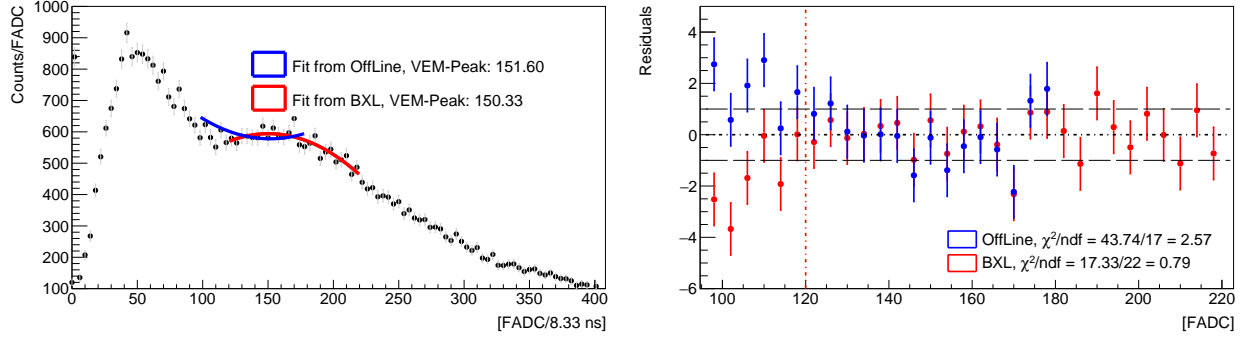 Counts/FADC
1000
900
800
700
600
500
400
300
200
100
Fit from OffLine, VEM-Peak: 151.60
Fit from BXL, VEM-Peak: 150.33
0 50 100 150 200 250 300 350 400
[FADC/8.33 ns]
Residuals
4
2
0
−2
−4
−6
OffLine, χ²/ndf = 43.74/17 = 2.57
BXL, χ²/ndf = 17.33/22 = 0.79
100 120 140 160 180 200 220
[FADC]